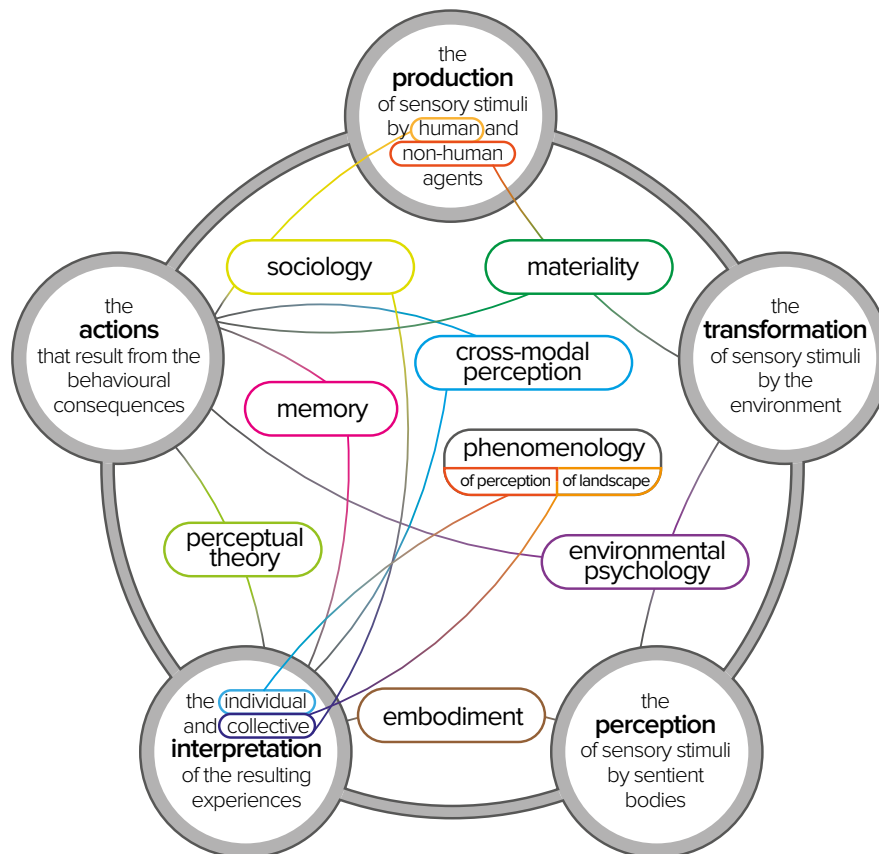 the
production
of sensory stimuli
by human and
non-human
agents
sociology
materiality
the
actions
that result from the
behavioural
consequences
the
transformation
of sensory stimuli
by the
environment
cross-modal
perception
memory
phenomenology
of perception of landscape
perceptual
theory
environmental
psychology
the individual
and collective
interpretation
of the resulting
experiences
embodiment
the
perception
of sensory stimuli
by sentient
bodies